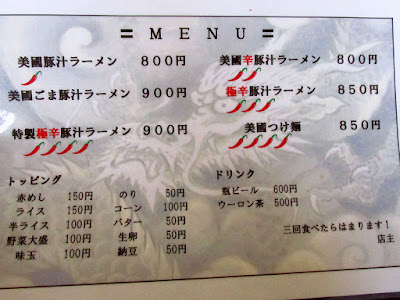 = MENU =
美國豚汁ラーメン 800円
美國ごま豚汁ラーメン 900円
特製極辛豚汁ラーメン 900円
美國辛豚汁ラーメン 800円
極辛豚汁ラーメン 850円
美國つけ麺 850円
トッピング
赤めし 150円
ライス 150円
半ライス 100円
野菜大盛 100円
味玉 100円
のり 50円
コーン 100円
バター 50円
生卵 50円
納豆 50円
ドリンク
瓶ビール 600円
ウーロン茶 500円
三回食べたらはまります!
店主